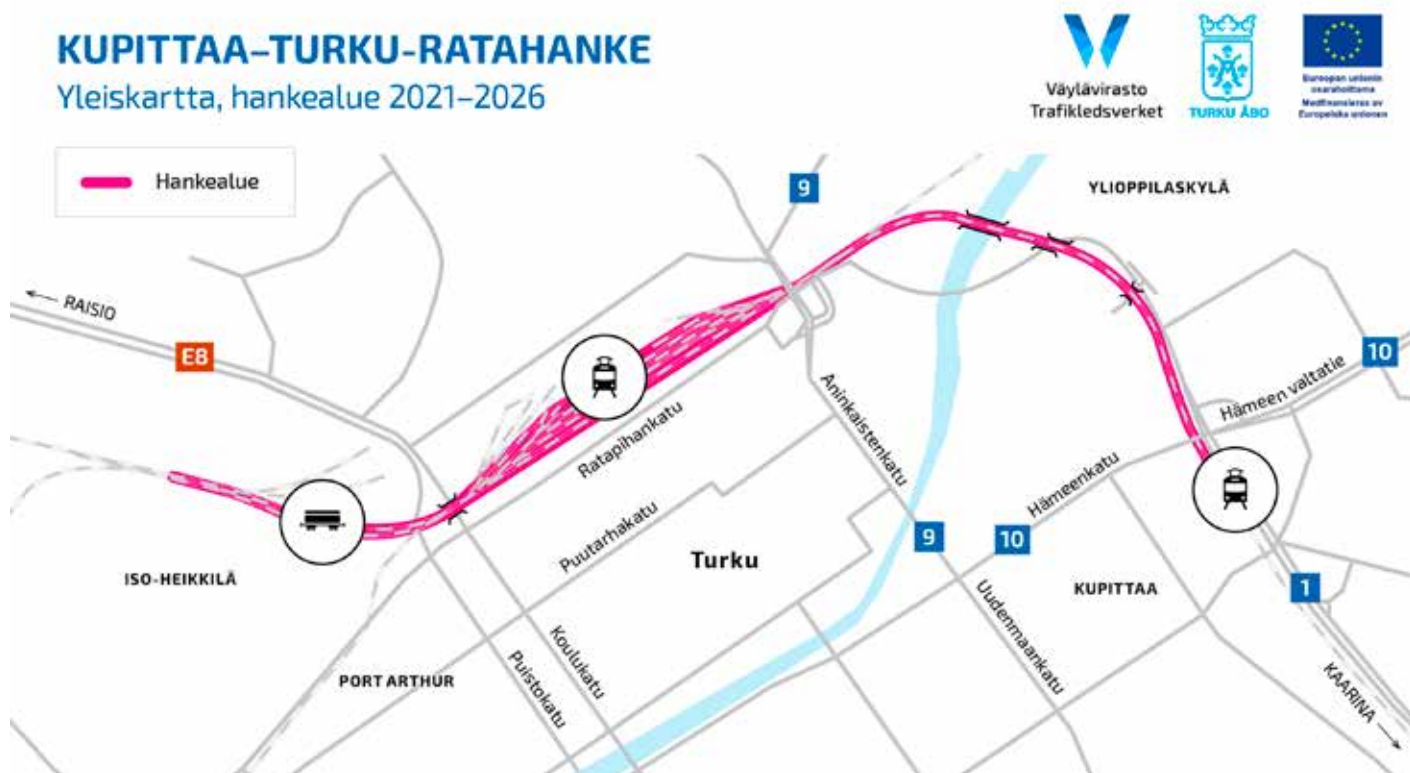 KUPITTAA–TURKU-RATAHANKE
Yleiskartta, hankealue 2021–2026
Väylävirasto
Trafikledsverket
TURKU ÅBO
Euroopan unionin
osarahoittama
Medfinansieras av
Europeiska unionen
Hankealue
9
YLIOPPILASKYLÄ
RAISIO
E8
10
Hämeen valtatie
Aninkaistenkatu
Ratapihankatu
Hämeenkatu
Puutarhakatu
Turku
9
10
ISO-HEIKKILÄ
KUPITTAA
1
Uudenmaankatu
Koulukatu
Puistokatu
PORT ARTHUR
KAARINA